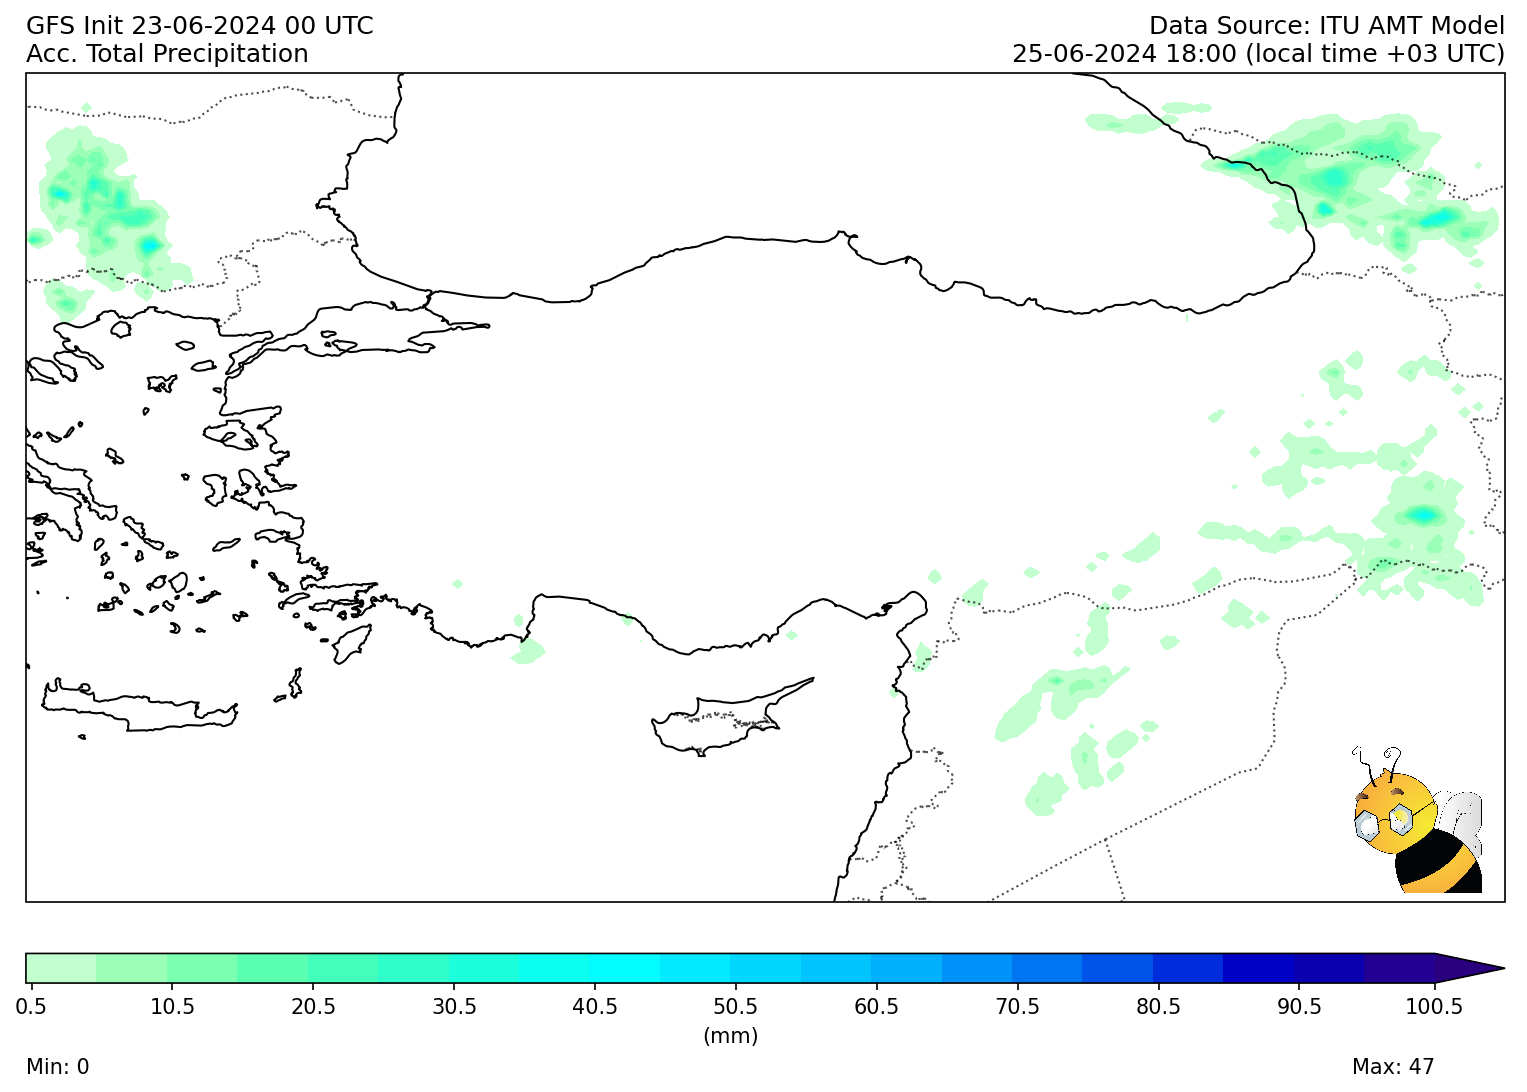 GFS Init 23-06-2024 00 UTC
Data Source: ITU AMT Model
Acc. Total Precipitation
25-06-2024 18:00 (local time +03 UTC)
0.5 10.5 20.5 30.5 40.5 50.5 60.5 70.5 80.5 90.5 100.5
(mm)
Min: 0
Max: 47